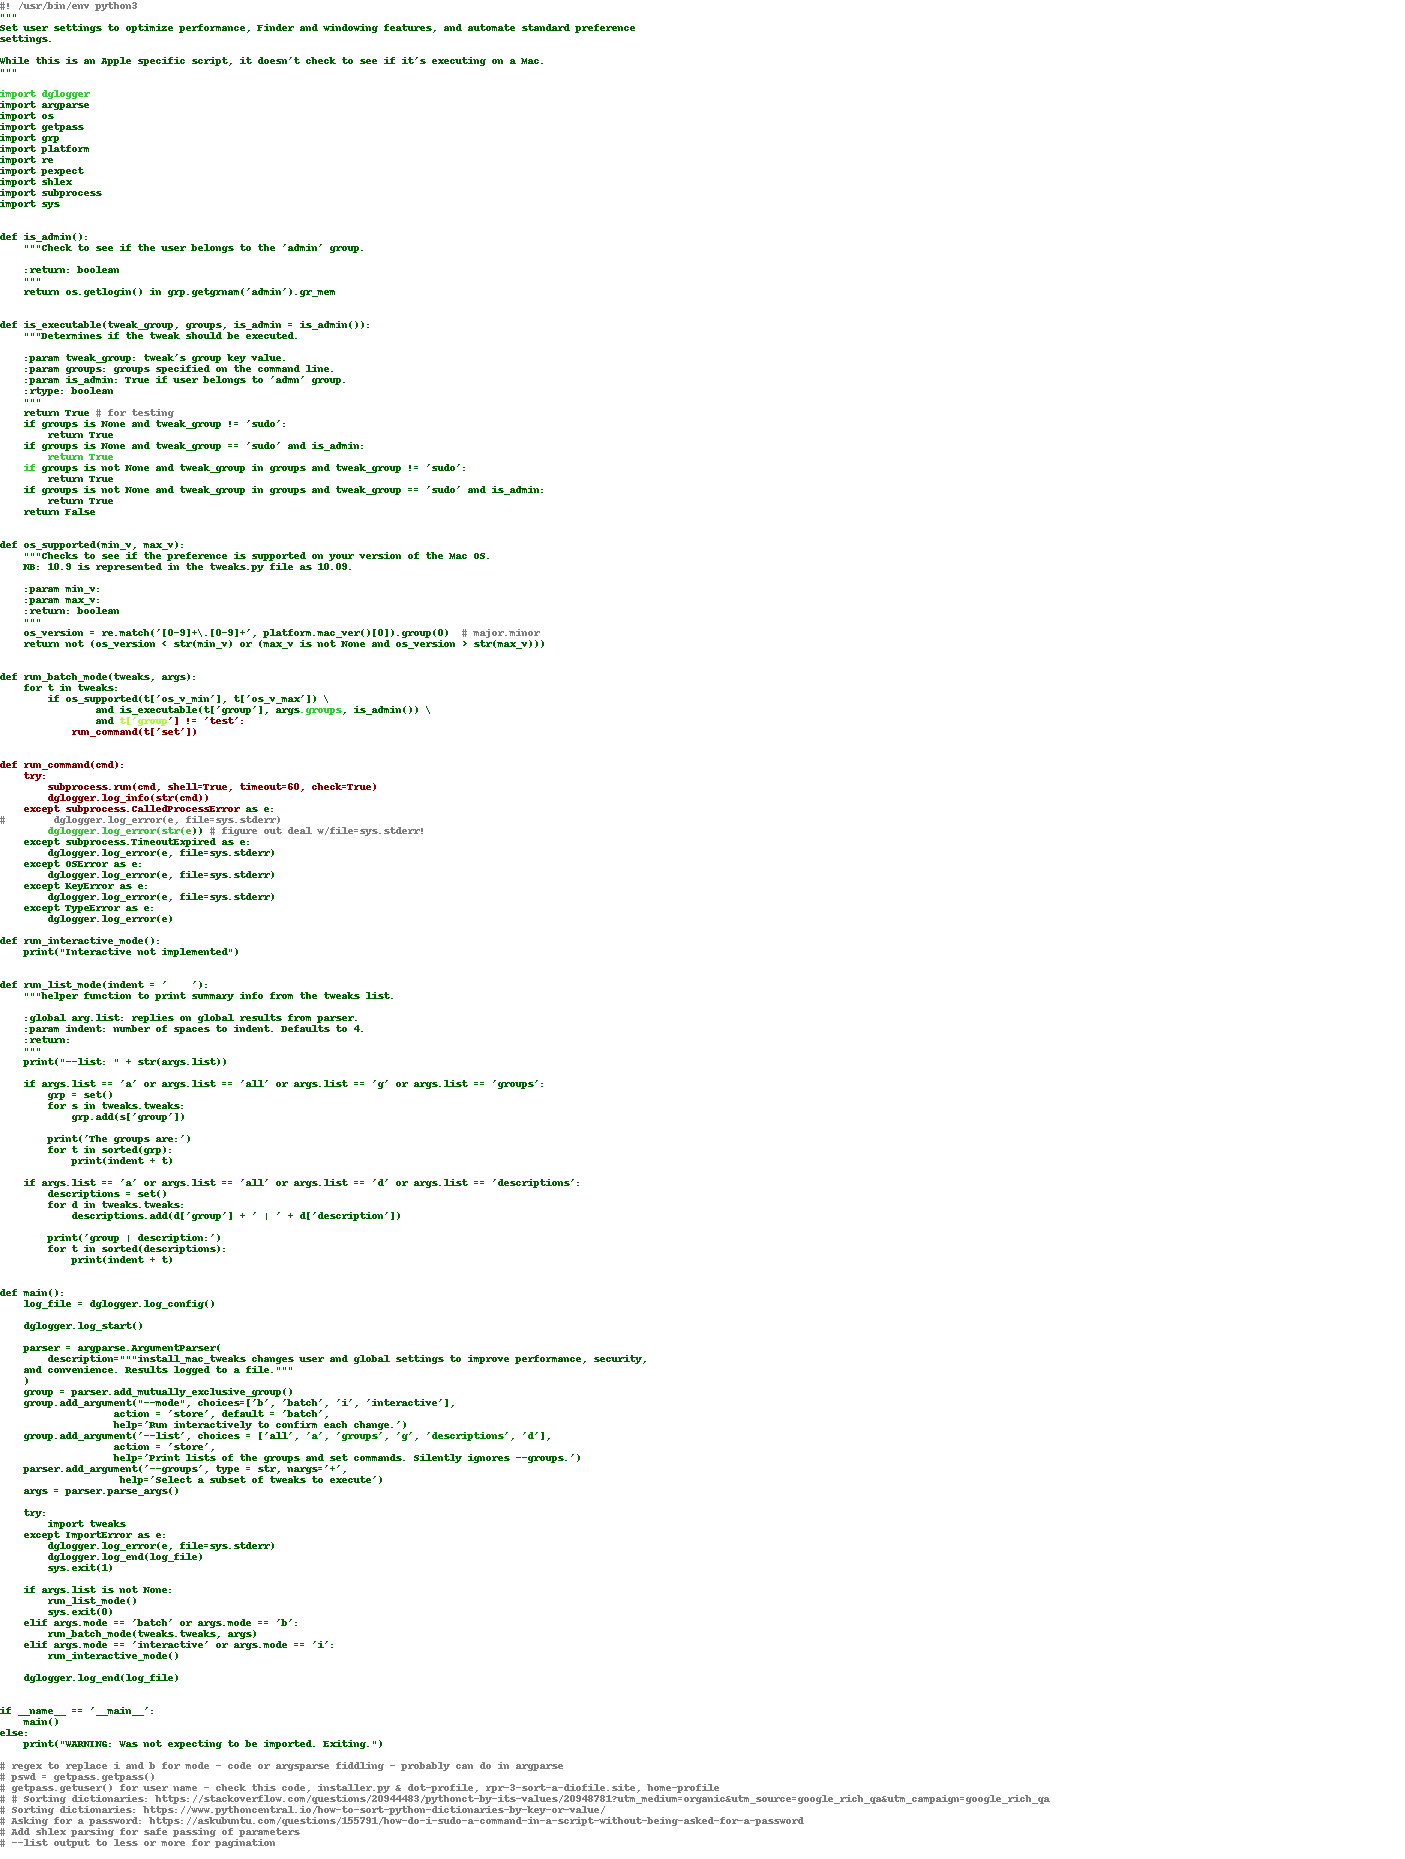 #! /usr/bin/env python3
"""
Set user settings to optimize performance, Finder and windowing features, and automate standard preference
settings.

While this is an Apple specific script, it doesn't check to see if it's executing on a Mac.
"""

import dglogger
import argparse
import os
import getpass
import grp
import platform
import re
import pexpect
import shlex
import subprocess
import sys


def is_admin():
    """Check to see if the user belongs to the 'admin' group.

    :return: boolean
    """
    return os.getlogin() in grp.getgrnam('admin').gr_mem


def is_executable(tweak_group, groups, is_admin = is_admin()):
    """Determines if the tweak should be executed.

    :param tweak_group: tweak's group key value.
    :param groups: groups specified on the command line.
    :param is_admin: True if user belongs to 'admn' group.
    :rtype: boolean
    """
    return True # for testing
    if groups is None and tweak_group != 'sudo':
        return True
    if groups is None and tweak_group == 'sudo' and is_admin:
        return True
    if groups is not None and tweak_group in groups and tweak_group != 'sudo':
        return True
    if groups is not None and tweak_group in groups and tweak_group == 'sudo' and is_admin:
        return True
    return False


def os_supported(min_v, max_v):
    """Checks to see if the preference is supported on your version of the Mac OS.
    NB: 10.9 is represented in the tweaks.py file as 10.09.

    :param min_v:
    :param max_v:
    :return: boolean
    """
    os_version = re.match('[0-9]+\.[0-9]+', platform.mac_ver()[0]).group(0)  # major.minor
    return not (os_version < str(min_v) or (max_v is not None and os_version > str(max_v)))


def run_batch_mode(tweaks, args):
    for t in tweaks:
        if os_supported(t['os_v_min'], t['os_v_max']) \
                and is_executable(t['group'], args.groups, is_admin()) \
                and t['group'] != 'test':
            run_command(t['set'])


def run_command(cmd):
    try:
        subprocess.run(cmd, shell=True, timeout=60, check=True)
        dglogger.log_info(str(cmd))
    except subprocess.CalledProcessError as e:
#        dglogger.log_error(e, file=sys.stderr)
        dglogger.log_error(str(e)) # figure out deal w/file=sys.stderr!
    except subprocess.TimeoutExpired as e:
        dglogger.log_error(e, file=sys.stderr)
    except OSError as e:
        dglogger.log_error(e, file=sys.stderr)
    except KeyError as e:
        dglogger.log_error(e, file=sys.stderr)
    except TypeError as e:
        dglogger.log_error(e)

def run_interactive_mode():
    print("Interactive not implemented")


def run_list_mode(indent = '    '):
    """helper function to print summary info from the tweaks list.

    :global arg.list: replies on global results from parser.
    :param indent: number of spaces to indent. Defaults to 4.
    :return:
    """
    print("--list: " + str(args.list))

    if args.list == 'a' or args.list == 'all' or args.list == 'g' or args.list == 'groups':
        grp = set()
        for s in tweaks.tweaks:
            grp.add(s['group'])

        print('The groups are:')
        for t in sorted(grp):
            print(indent + t)

    if args.list == 'a' or args.list == 'all' or args.list == 'd' or args.list == 'descriptions':
        descriptions = set()
        for d in tweaks.tweaks:
            descriptions.add(d['group'] + ' | ' + d['description'])

        print('group | description:')
        for t in sorted(descriptions):
            print(indent + t)


def main():
    log_file = dglogger.log_config()

    dglogger.log_start()

    parser = argparse.ArgumentParser(
        description="""install_mac_tweaks changes user and global settings to improve performance, security,
    and convenience. Results logged to a file."""
    )
    group = parser.add_mutually_exclusive_group()
    group.add_argument("--mode", choices=['b', 'batch', 'i', 'interactive'],
                   action = 'store', default = 'batch',
                   help='Run interactively to confirm each change.')
    group.add_argument('--list', choices = ['all', 'a', 'groups', 'g', 'descriptions', 'd'],
                   action = 'store',
                   help='Print lists of the groups and set commands. Silently ignores --groups.')
    parser.add_argument('--groups', type = str, nargs='+',
                    help='Select a subset of tweaks to execute')
    args = parser.parse_args()

    try:
        import tweaks
    except ImportError as e:
        dglogger.log_error(e, file=sys.stderr)
        dglogger.log_end(log_file)
        sys.exit(1)

    if args.list is not None:
        run_list_mode()
        sys.exit(0)
    elif args.mode == 'batch' or args.mode == 'b':
        run_batch_mode(tweaks.tweaks, args)
    elif args.mode == 'interactive' or args.mode == 'i':
        run_interactive_mode()

    dglogger.log_end(log_file)


if __name__ == '__main__':
    main()
else:
    print("WARNING: Was not expecting to be imported. Exiting.")

# regex to replace i and b for mode - code or argsparse fiddling - probably can do in argparse
# pswd = getpass.getpass()
# getpass.getuser() for user name - check this code, installer.py & dot-profile, rpr-3-sort-a-diofile.site, home-profile
# # Sorting dictionaries: https://stackoverflow.com/questions/20944483/pythonct-by-its-values/20948781?utm_medium=organic&utm_source=google_rich_qa&utm_campaign=google_rich_qa
# Sorting dictionaries: https://www.pythoncentral.io/how-to-sort-python-dictionaries-by-key-or-value/
# Asking for a password: https://askubuntu.com/questions/155791/how-do-i-sudo-a-command-in-a-script-without-being-asked-for-a-password
# Add shlex parsing for safe passing of parameters
# --list output to less or more for pagination